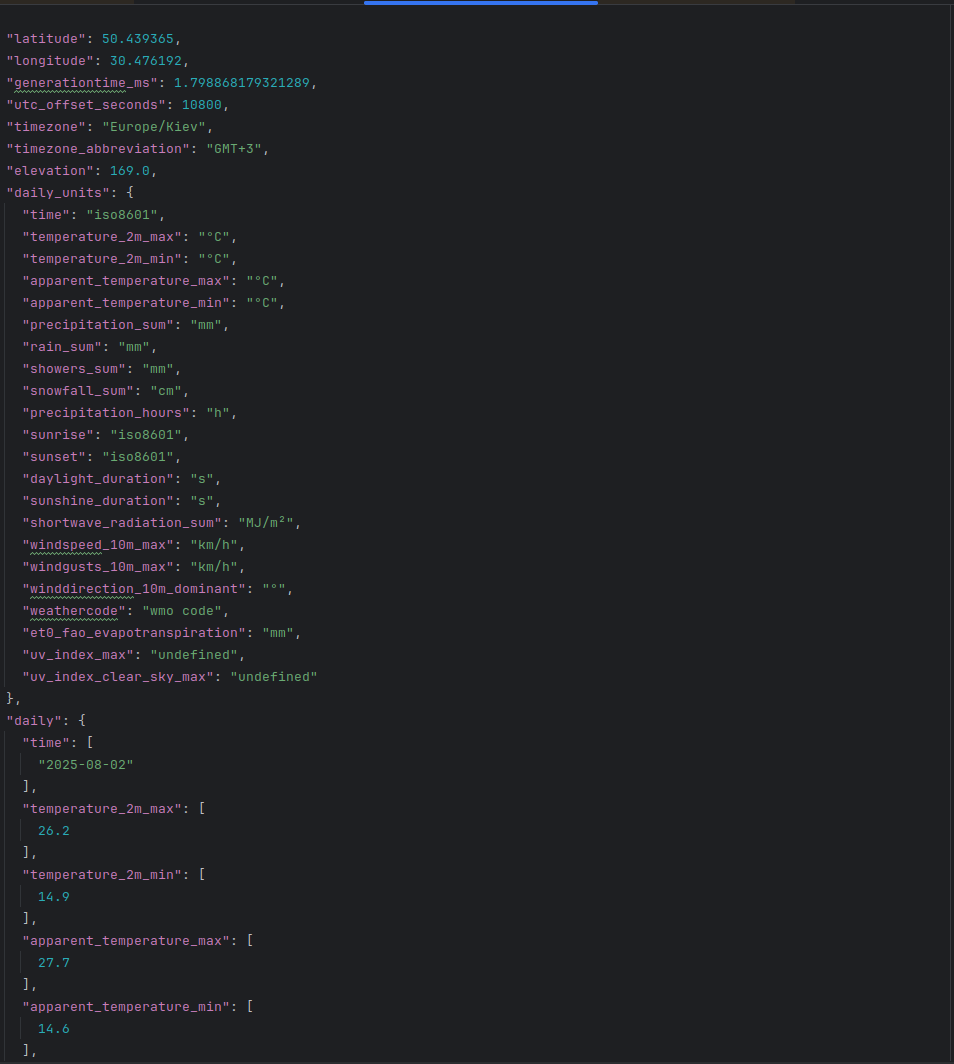 "latitude": 50.439365,
"longitude": 30.476192,
"generationtime_ms": 1.798868179321289,
"utc_offset_seconds": 10800,
"timezone": "Europe/Kiev",
"timezone_abbreviation": "GMT+3",
"elevation": 169.0,
"daily_units": {
  "time": "iso8601",
  "temperature_2m_max": "°C",
  "temperature_2m_min": "°C",
  "apparent_temperature_max": "°C",
  "apparent_temperature_min": "°C",
  "precipitation_sum": "mm",
  "rain_sum": "mm",
  "showers_sum": "mm",
  "snowfall_sum": "cm",
  "precipitation_hours": "h",
  "sunrise": "iso8601",
  "sunset": "iso8601",
  "daylight_duration": "s",
  "sunshine_duration": "s",
  "shortwave_radiation_sum": "MJ/m²",
  "windspeed_10m_max": "km/h",
  "windgusts_10m_max": "km/h",
  "winddirection_10m_dominant": "°",
  "weathercode": "wmo code",
  "et0_fao_evapotranspiration": "mm",
  "uv_index_max": "undefined",
  "uv_index_clear_sky_max": "undefined"
},
"daily": {
  "time": [
    "2025-08-02"
  ],
  "temperature_2m_max": [
    26.2
  ],
  "temperature_2m_min": [
    14.9
  ],
  "apparent_temperature_max": [
    27.7
  ],
  "apparent_temperature_min": [
    14.6
  ],